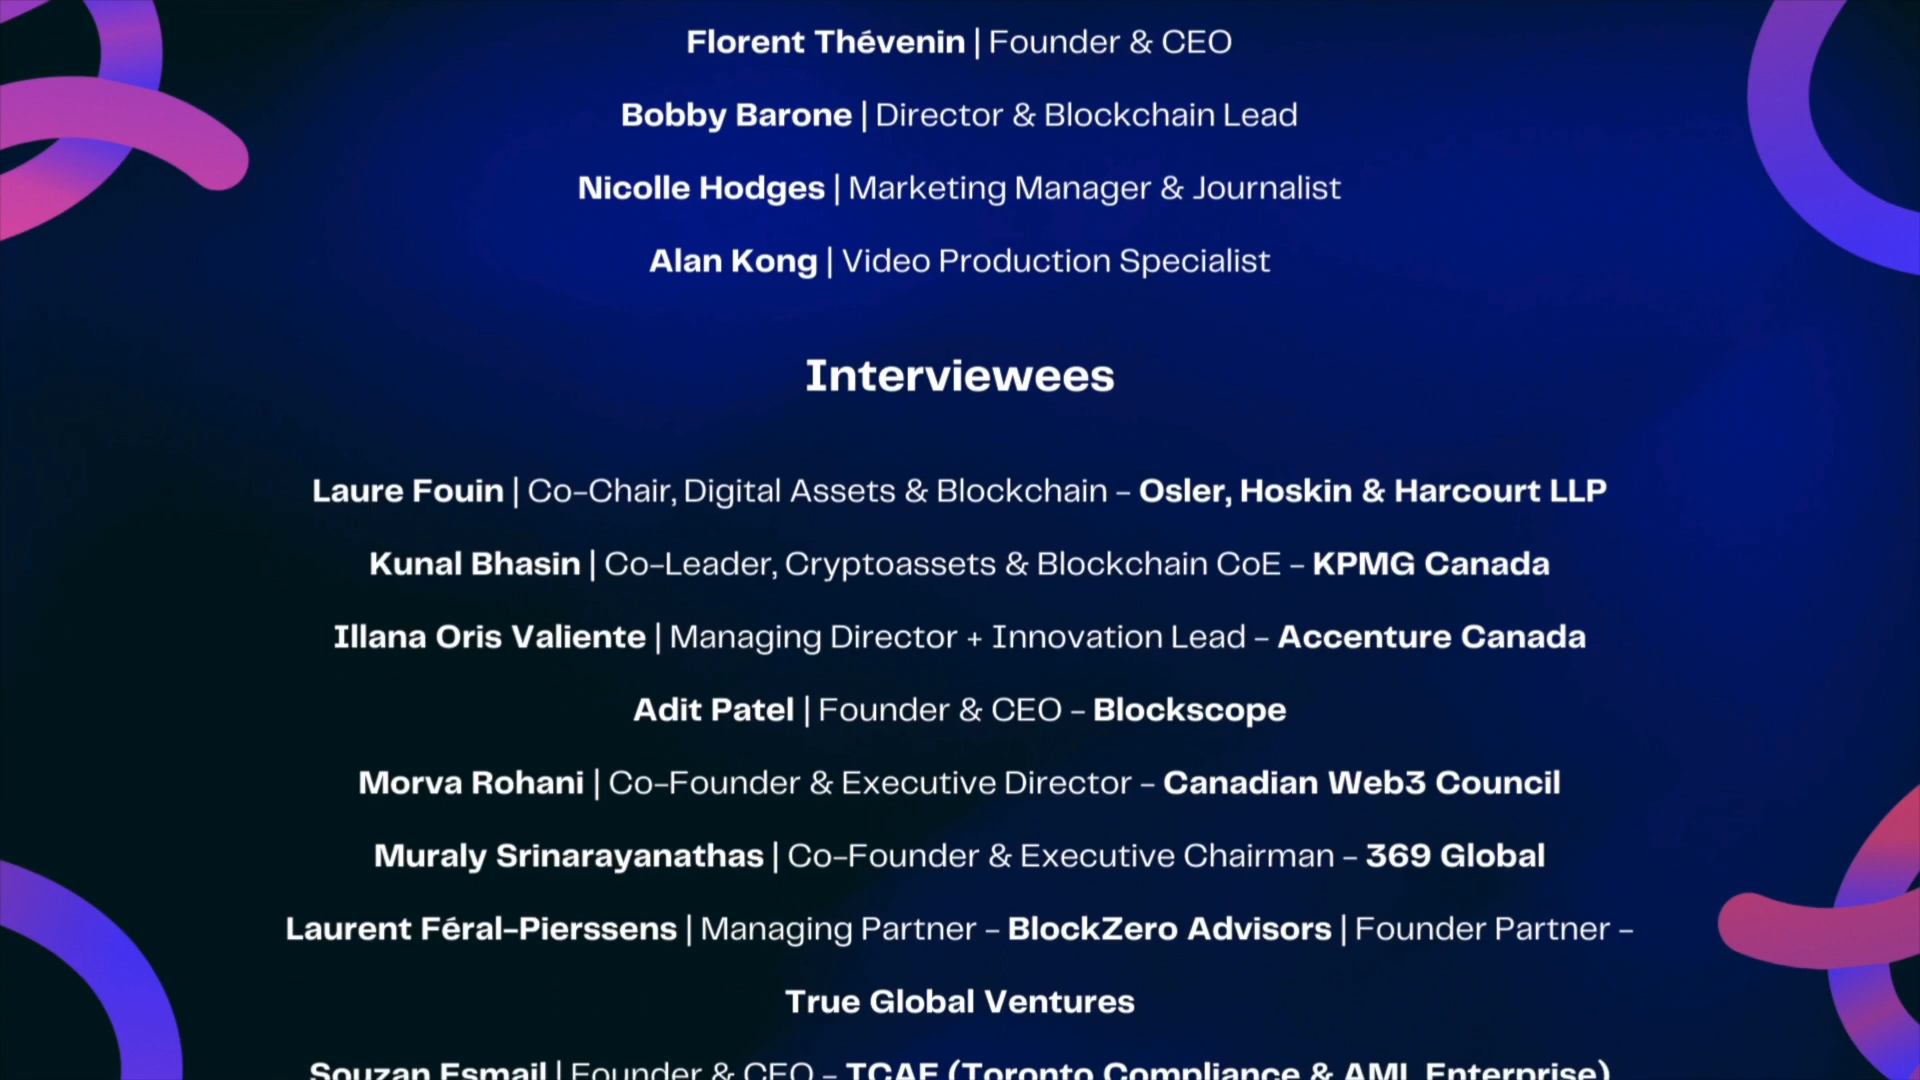 Florent Thévenin | Founder & CEO
Bobby Barone | Director & Blockchain Lead
Nicolle Hodges | Marketing Manager & Journalist
Alan Kong | Video Production Specialist
Interviewees
Laure Fouin | Co-Chair, Digital Assets & Blockchain - Osler, Hoskin & Harcourt LLP
Kunal Bhasin | Co-Leader, Cryptoassets & Blockchain CoE - KPMG Canada
Illana Oris Valiente | Managing Director + Innovation Lead - Accenture Canada
Adit Patel | Founder & CEO - Blockscope
Morva Rohani | Co-Founder & Executive Director - Canadian Web3 Council
Muraly Srinarayanathas | Co-Founder & Executive Chairman - 369 Global
Laurent Féral-Pierssens | Managing Partner - BlockZero Advisors | Founder Partner -
True Global Ventures
Souzan Esmail | Founder & CEO - TCAE (Toronto Compliance & AML Enterprise)